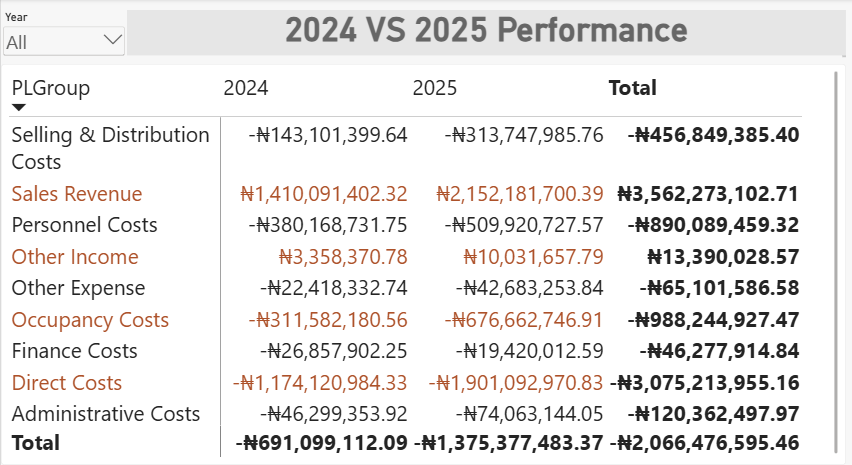 Year
All
2024 VS 2025 Performance
PLGroup 2024 2025 Total
Selling & Distribution Costs -₦143,101,399.64 -₦313,747,985.76 -₦456,849,385.40
Sales Revenue ₦1,410,091,402.32 ₦2,152,181,700.39 ₦3,562,273,102.71
Personnel Costs -₦380,168,731.75 -₦509,920,727.57 -₦890,089,459.32
Other Income ₦3,358,370.78 ₦10,031,657.79 ₦13,390,028.57
Other Expense -₦22,418,332.74 -₦42,683,253.84 -₦65,101,586.58
Occupancy Costs -₦311,582,180.56 -₦676,662,746.91 -₦988,244,927.47
Finance Costs -₦26,857,902.25 -₦19,420,012.59 -₦46,277,914.84
Direct Costs -₦1,174,120,984.33 -₦1,901,092,970.83 -₦3,075,213,955.16
Administrative Costs -₦46,299,353.92 -₦74,063,144.05 -₦120,362,497.97
Total -₦691,099,112.09 -₦1,375,377,483.37 -₦2,066,476,595.46